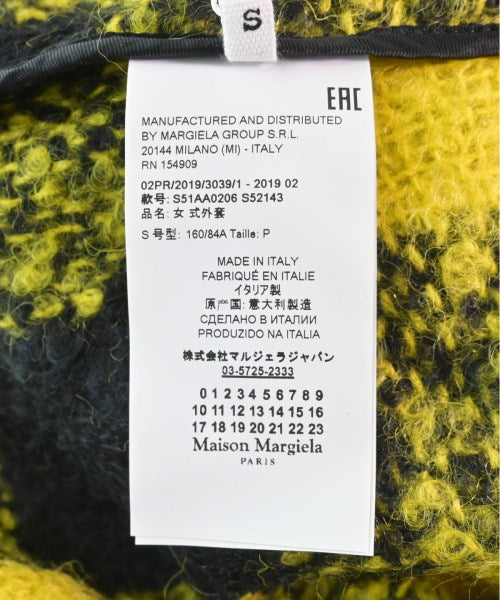 S
EAC
MANUFACTURED AND DISTRIBUTED
BY MARGIELA GROUP S.R.L.
20144 MILANO (MI) - ITALY
RN 154909
02PR/2019/3039/1 - 2019 02
款号: S51AA0206 S52143
品名: 女 式外套
S 号型: 160/84A Taille: P
MADE IN ITALY
FABRIQUÉ EN ITALIE
イタリア製
原产国: 意大利製造
СДЕЛАНО В ИТАЛИИ
PRODUZIDO NA ITALIA
株式会社マルジェラジャパン
03-5725-2333
0 1 2 3 4 5 6 7 8 9
10 11 12 13 14 15 16
17 18 19 20 21 22 23
Maison Margiela
PARIS